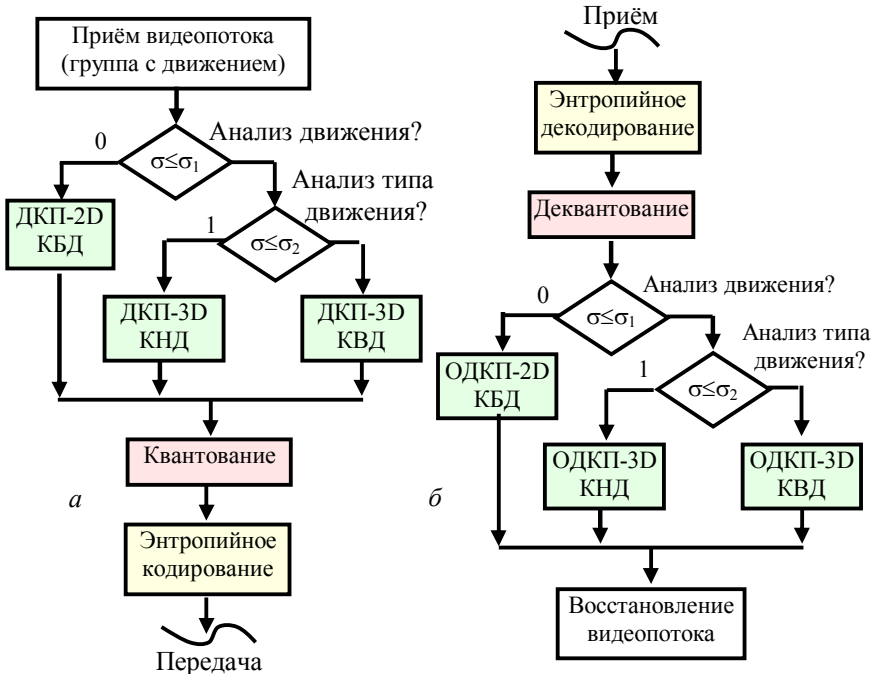 Приём видеопотока
(группа с движением)
0
Анализ движения?
σ≤σ₁
Анализ типа
движения?
ДКП-2D
КБД
1
σ≤σ₂
ДКП-3D
КНД
ДКП-3D
КВД
Квантование
а
Энтропийное
кодирование
Передача
Приём
Энтропийное
декодирование
Деквантование
0
Анализ движения?
σ≤σ₁
Анализ типа
движения?
ОДКП-2D
КБД
1
σ≤σ₂
ОДКП-3D
КНД
ОДКП-3D
КВД
б
Восстановление
видеопотока